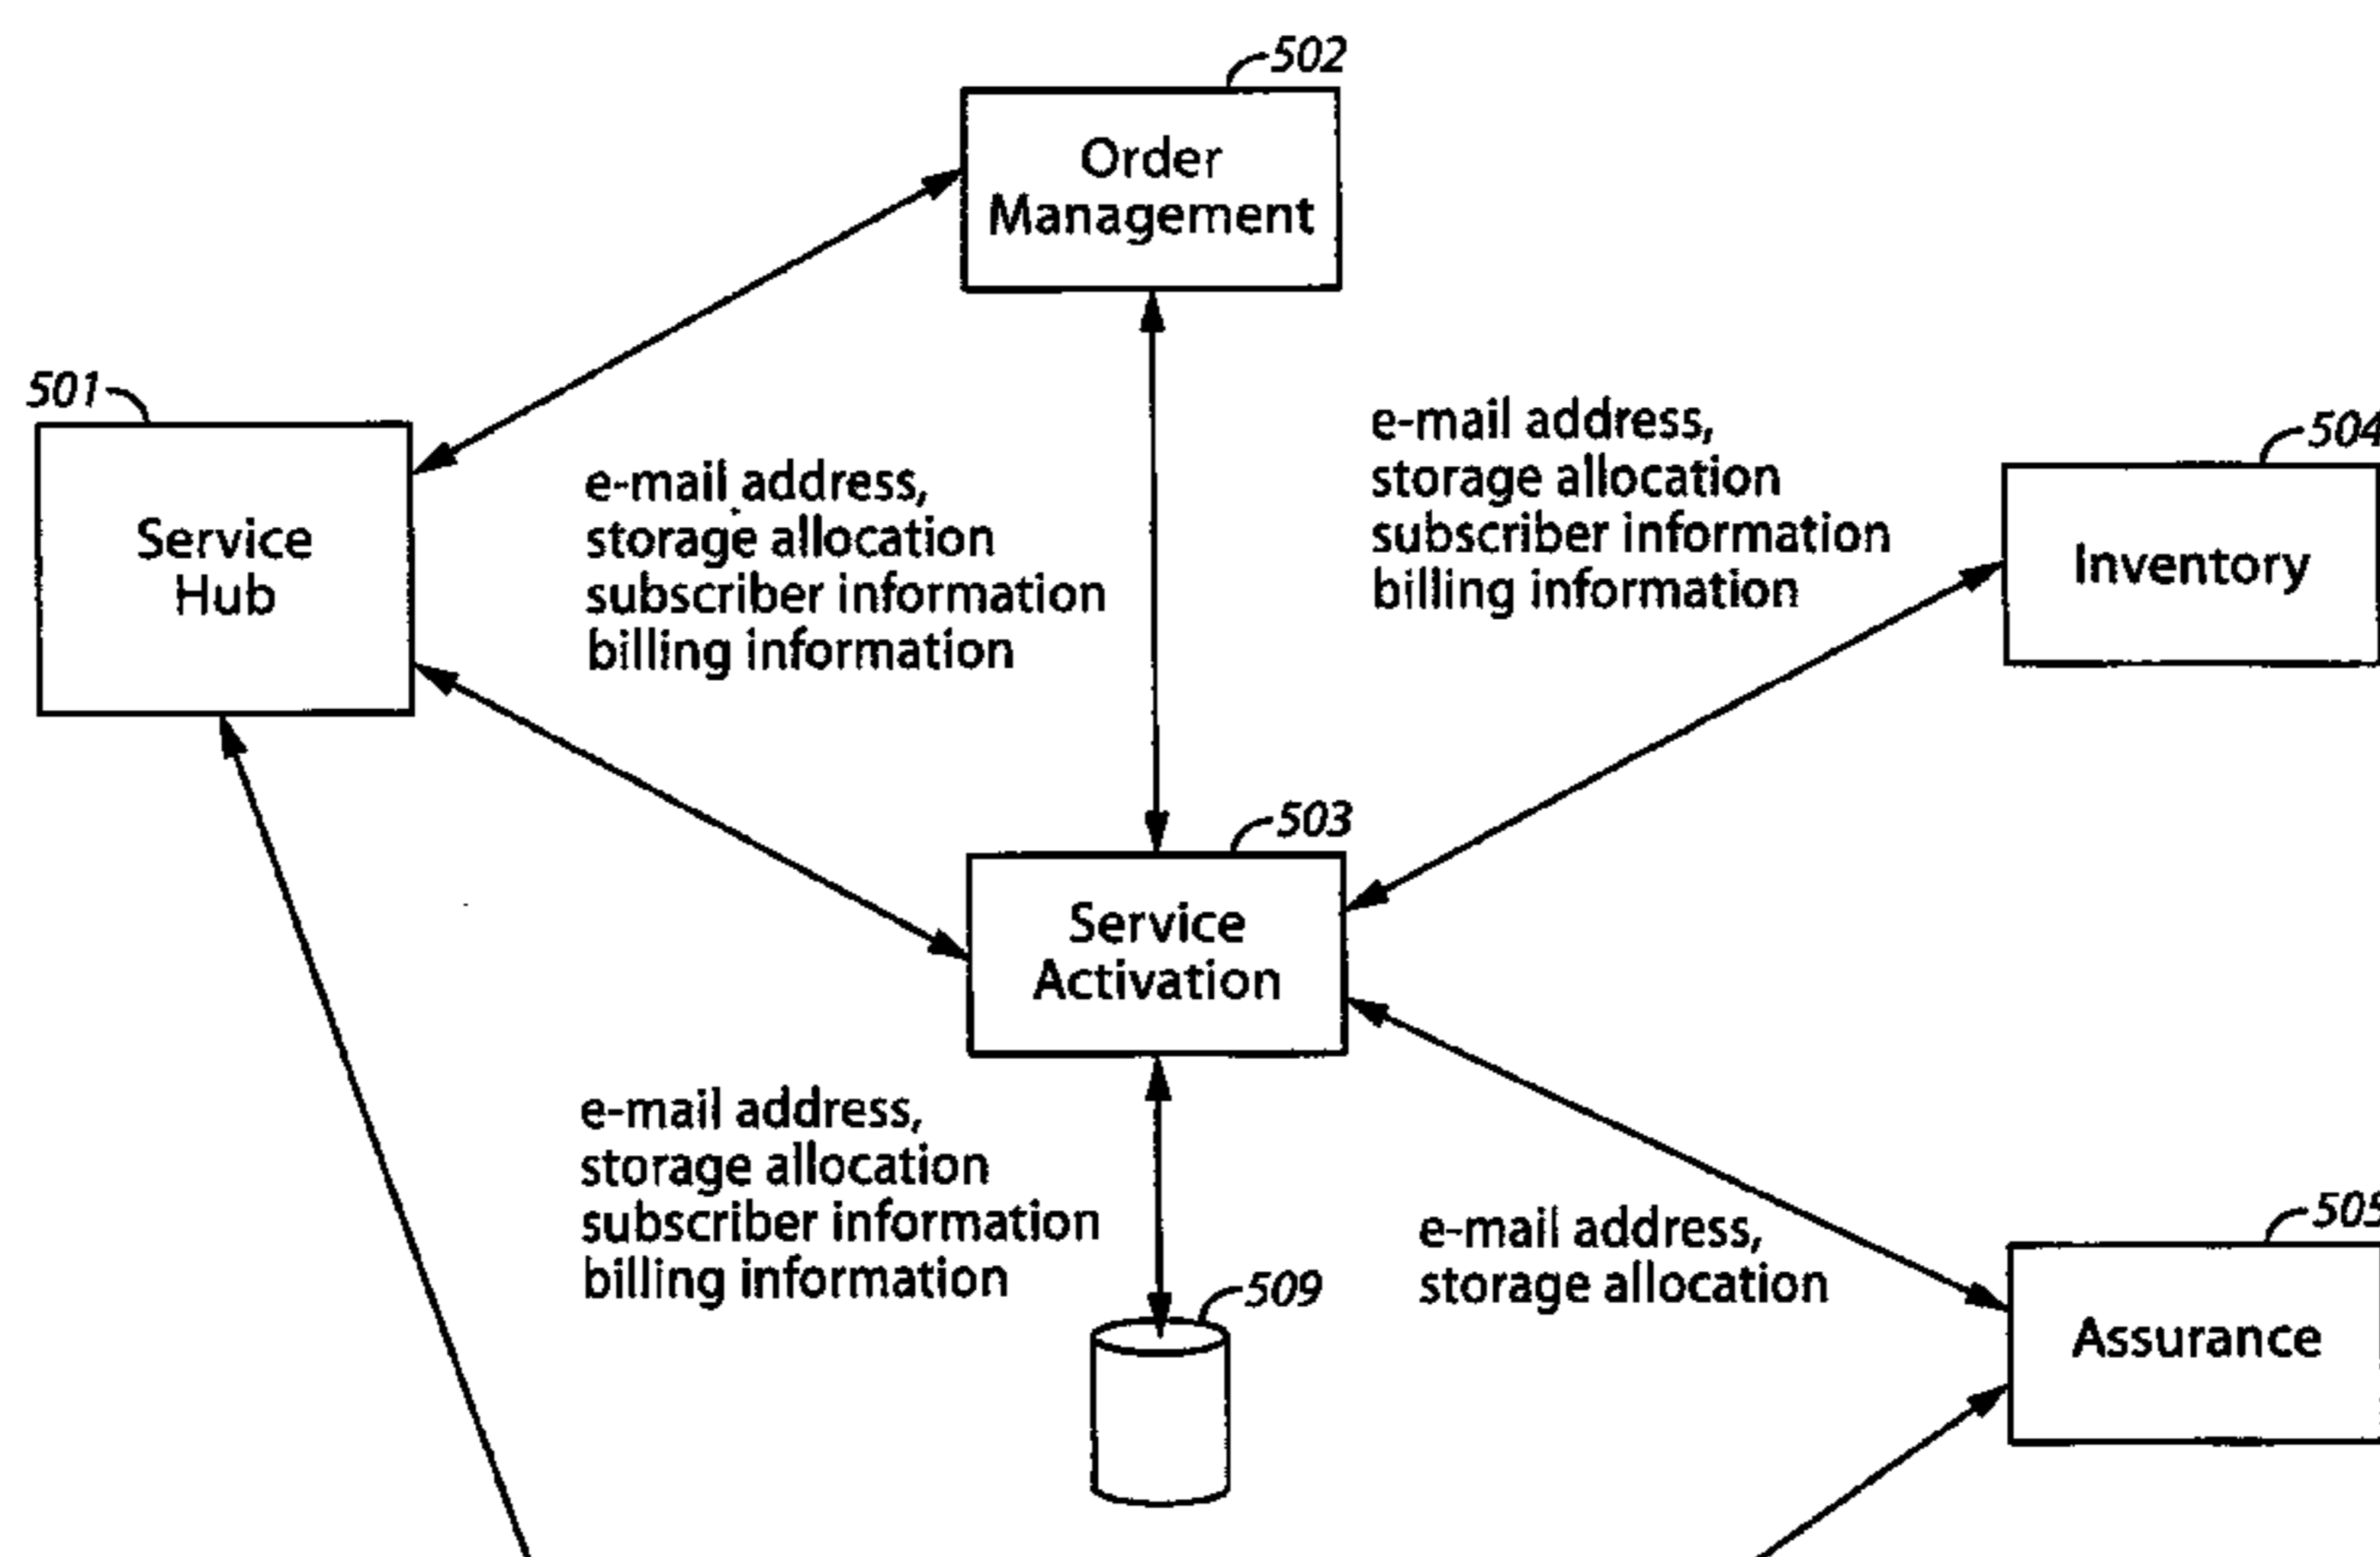 502
Order
Management
501
Service
Hub
e-mail address,
storage allocation
subscriber information
billing information
e-mail address,
storage allocation
subscriber information
billing information
504
Inventory
503
Service
Activation
e-mail address,
storage allocation
subscriber information
billing information
509
e-mail address,
storage allocation
505
Assurance